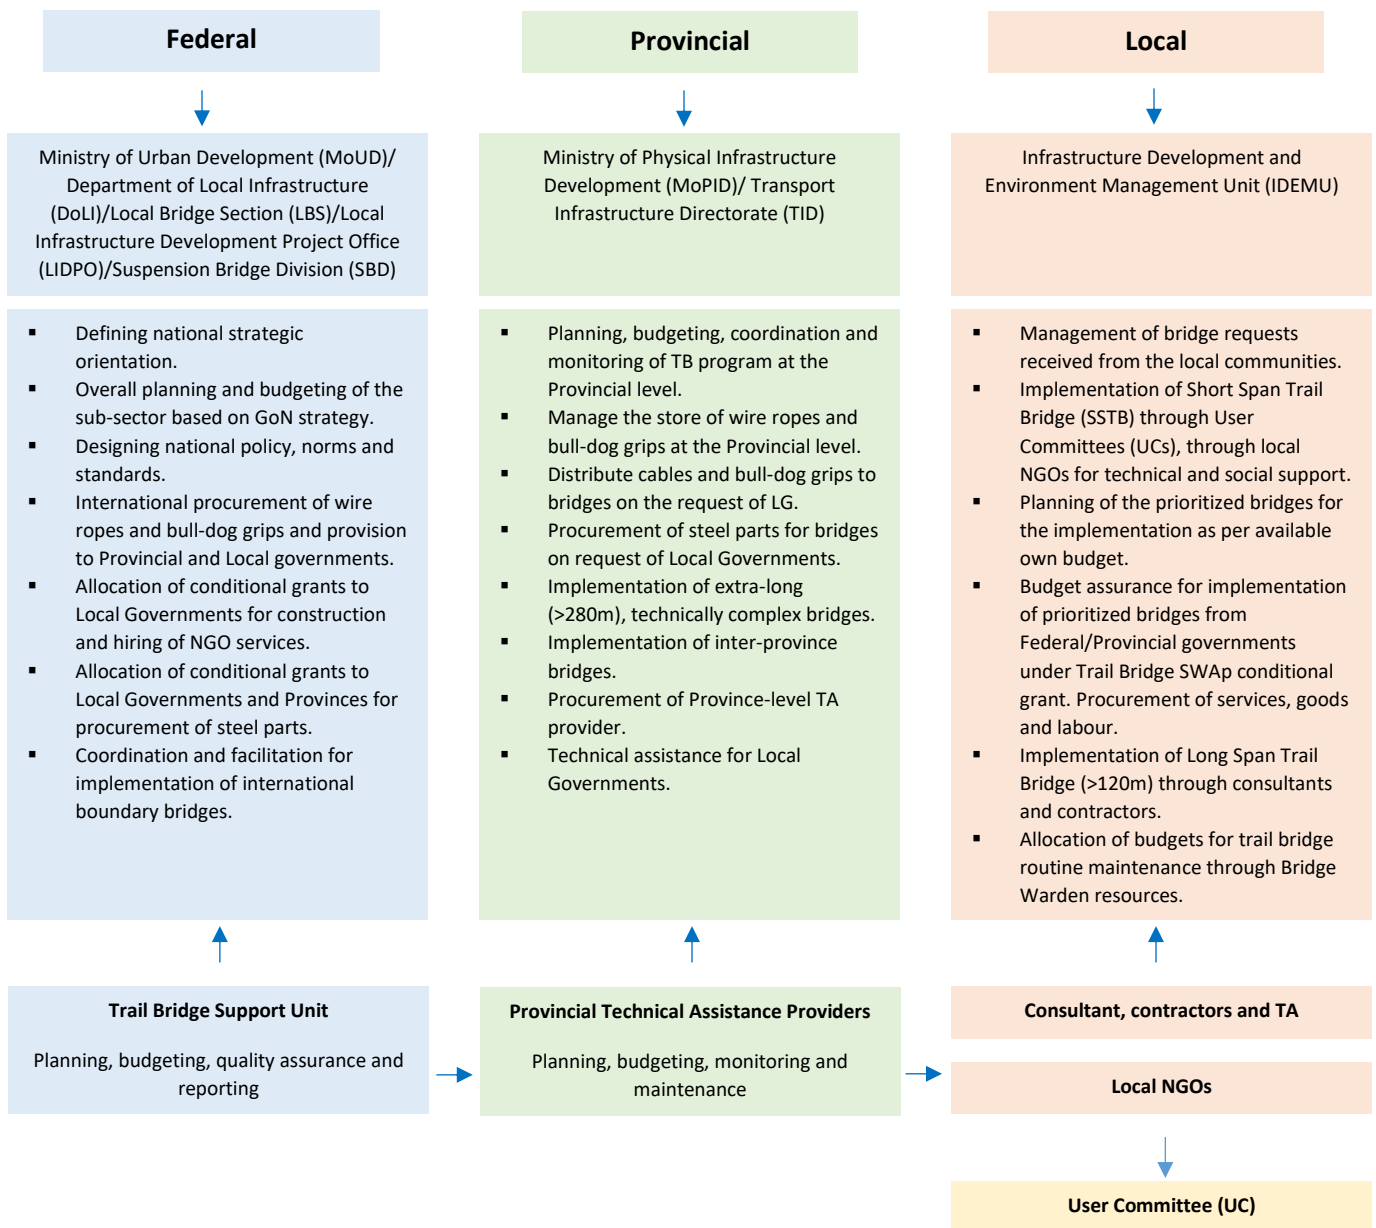 Federal
Ministry of Urban Development (MoUD)/
Department of Local Infrastructure
(DoLI)/Local Bridge Section (LBS)/Local
Infrastructure Development Project Office
(LIDPO)/Suspension Bridge Division (SBD)
▪ Defining national strategic
orientation.
▪ Overall planning and budgeting of the
sub-sector based on GoN strategy.
▪ Designing national policy, norms and
standards.
▪ International procurement of wire
ropes and bull-dog grips and provision
to Provincial and Local governments.
▪ Allocation of conditional grants to
Local Governments for construction
and hiring of NGO services.
▪ Allocation of conditional grants to
Local Governments and Provinces for
procurement of steel parts.
▪ Coordination and facilitation for
implementation of international
boundary bridges.
Trail Bridge Support Unit
Planning, budgeting, quality assurance and
reporting
Provincial
Ministry of Physical Infrastructure
Development (MoPID)/ Transport
Infrastructure Directorate (TID)
▪ Planning, budgeting, coordination and
monitoring of TB program at the
Provincial level.
▪ Manage the store of wire ropes and
bull-dog grips at the Provincial level.
▪ Distribute cables and bull-dog grips to
bridges on the request of LG.
▪ Procurement of steel parts for bridges
on request of Local Governments.
▪ Implementation of extra-long
(>280m), technically complex bridges.
▪ Implementation of inter-province
bridges.
▪ Procurement of Province-level TA
provider.
▪ Technical assistance for Local
Governments.
Provincial Technical Assistance Providers
Planning, budgeting, monitoring and
maintenance
Local
Infrastructure Development and
Environment Management Unit (IDEMU)
▪ Management of bridge requests
received from the local communities.
▪ Implementation of Short Span Trail
Bridge (SSTB) through User
Committees (UCs), through local
NGOs for technical and social support.
▪ Planning of the prioritized bridges for
the implementation as per available
own budget.
▪ Budget assurance for implementation
of prioritized bridges from
Federal/Provincial governments
under Trail Bridge SWAp conditional
grant. Procurement of services, goods
and labour.
▪ Implementation of Long Span Trail
Bridge (>120m) through consultants
and contractors.
▪ Allocation of budgets for trail bridge
routine maintenance through Bridge
Warden resources.
Consultant, contractors and TA
Local NGOs
User Committee (UC)